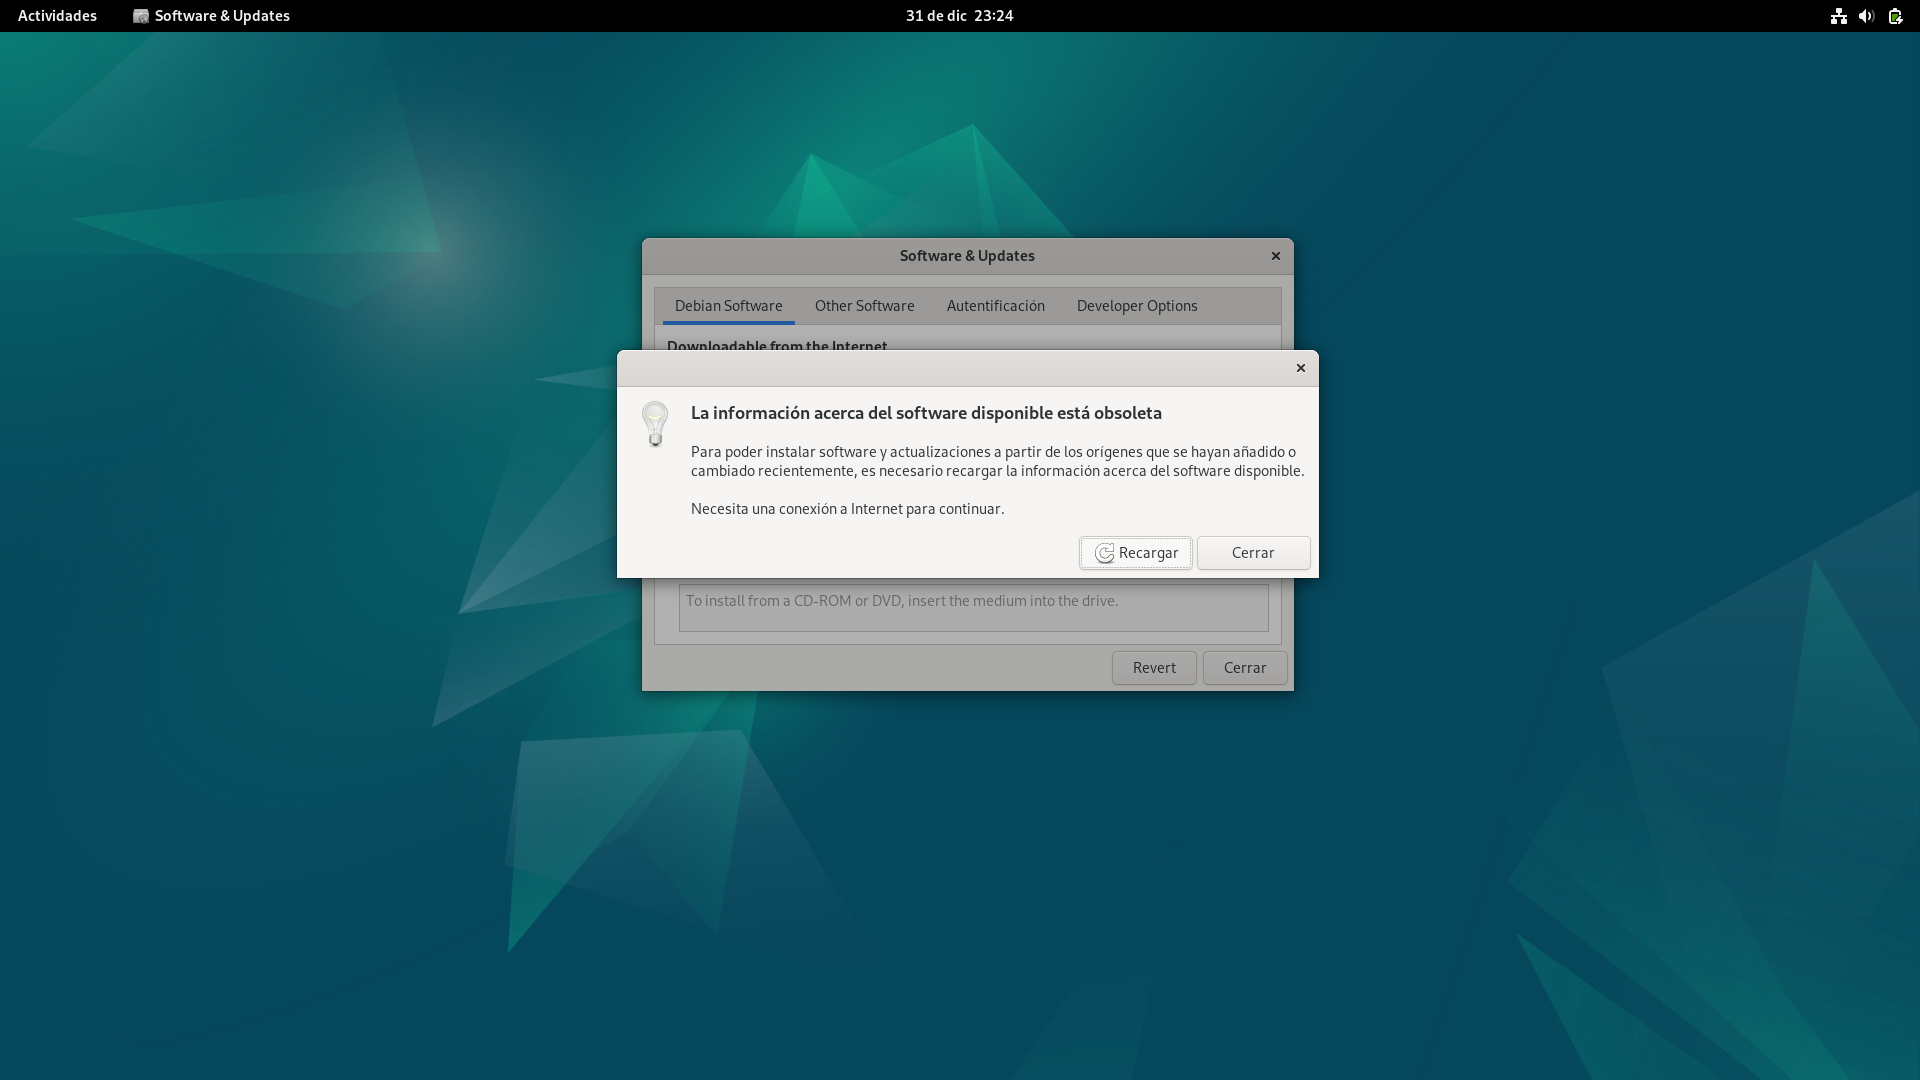 Actividades Software & Updates 31 de dic 23:24
Software & Updates
Debian Software Other Software Autentificación Developer Options
Downloadable from the Internet
La información acerca del software disponible está obsoleta
Para poder instalar software y actualizaciones a partir de los orígenes que se hayan añadido o
cambiado recientemente, es necesario recargar la información acerca del software disponible.
Necesita una conexión a Internet para continuar.
Recargar Cerrar
To install from a CD-ROM or DVD, insert the medium into the drive.
Revert Cerrar